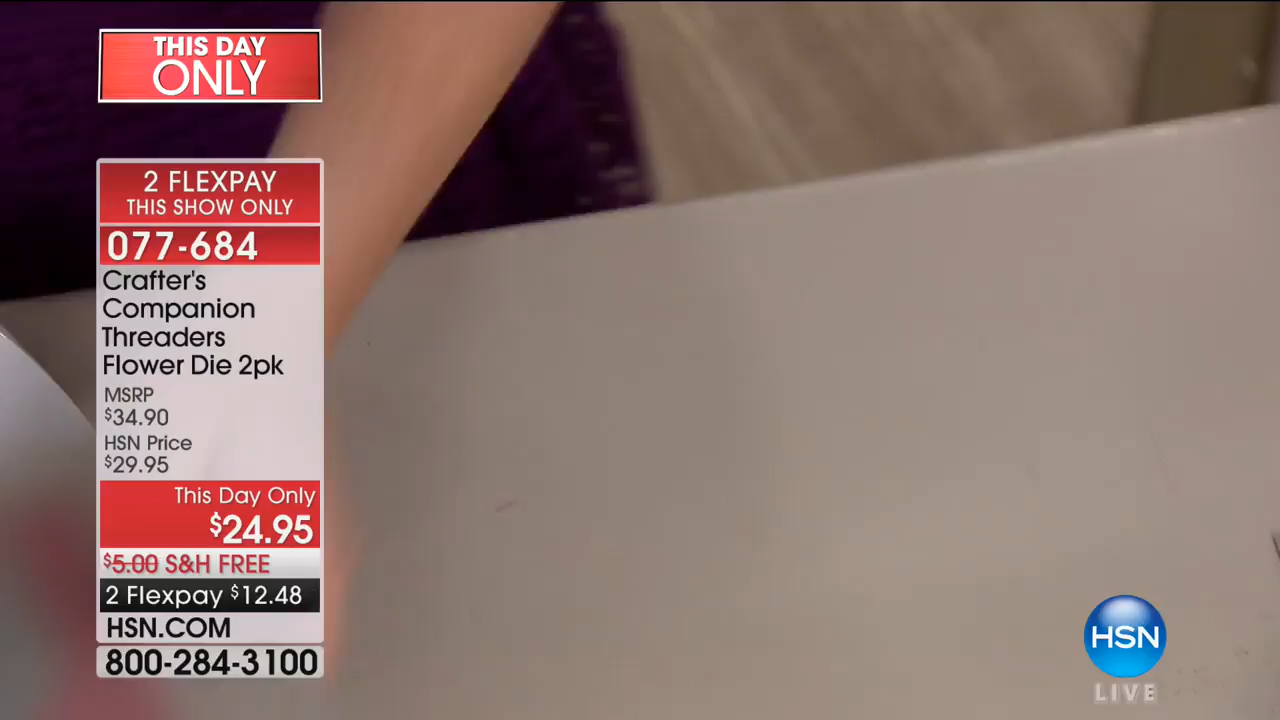 THIS DAY
ONLY
2 FLEXPAY
THIS SHOW ONLY
077-684
Crafter's
Companion
Threaders
Flower Die 2pk
MSRP
$34.90
HSN Price
$29.95
This Day Only
$24.95
$5.00 S&H FREE
2 Flexpay $12.48
HSN.COM
800-284-3100
HSN
LIVE